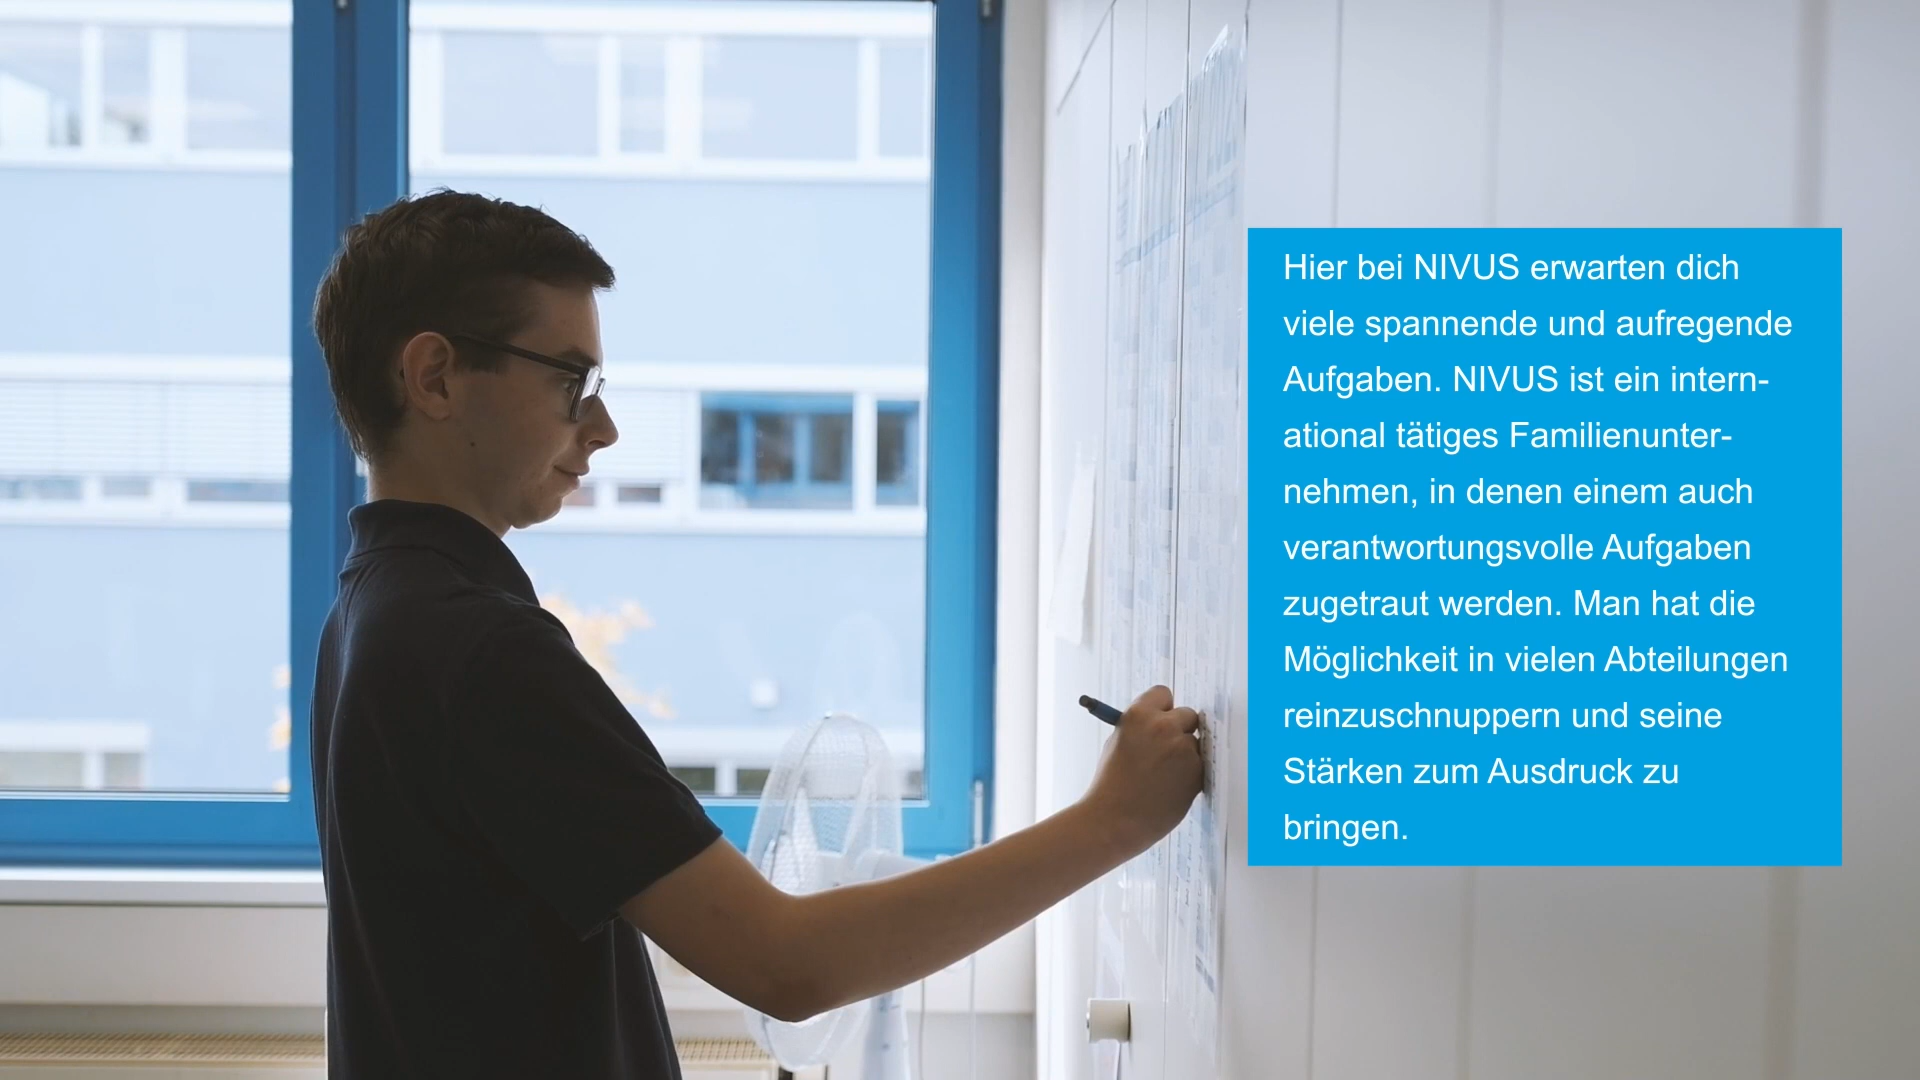 Hier bei NIVUS erwarten dich
viele spannende und aufregende
Aufgaben. NIVUS ist ein intern-
ational tätiges Familienunter-
nehmen, in denen einem auch
verantwortungsvolle Aufgaben
zugetraut werden. Man hat die
Möglichkeit in vielen Abteilungen
reinzuschnuppern und seine
Stärken zum Ausdruck zu
bringen.